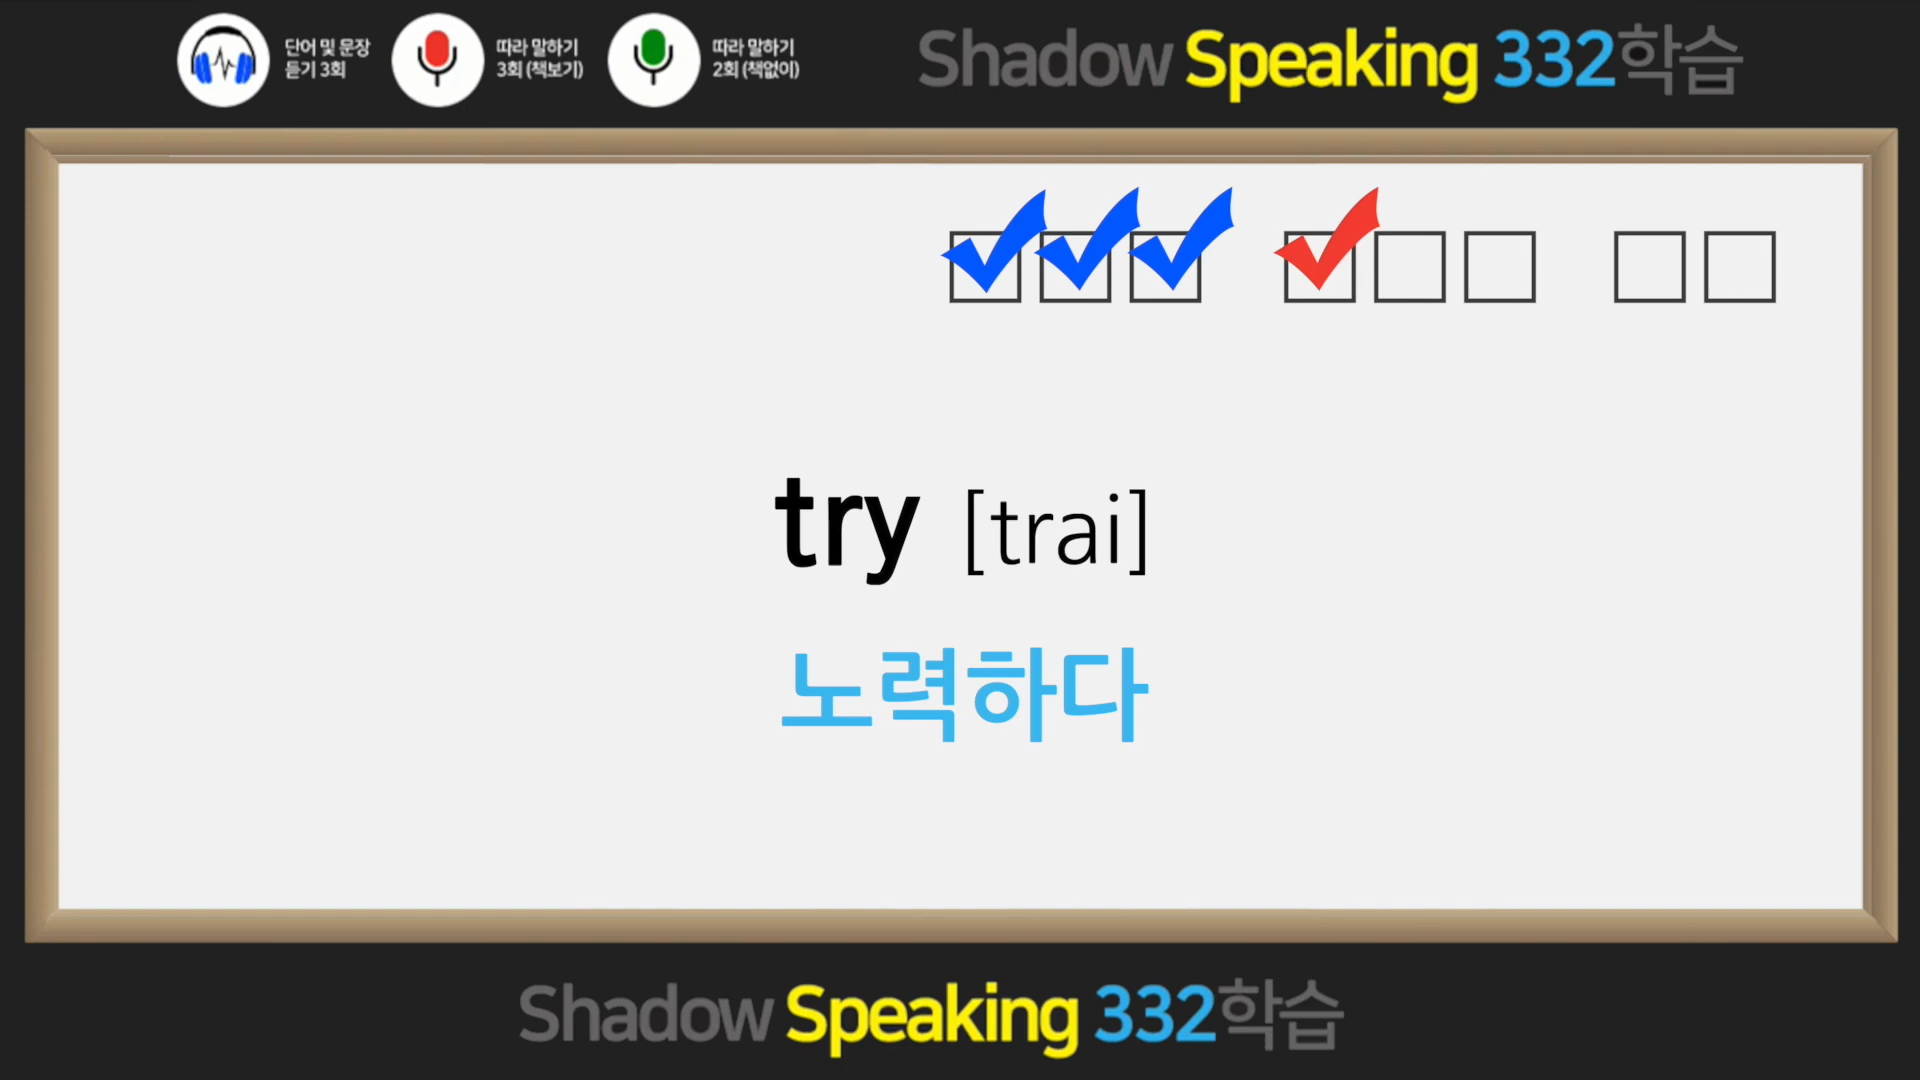 단어 및 문장
듣기 3회
따라 말하기
3회 (책보기)
따라 말하기
2회 (책없이)
Shadow Speaking 332학습
try [trai]
노력하다
Shadow Speaking 332학습